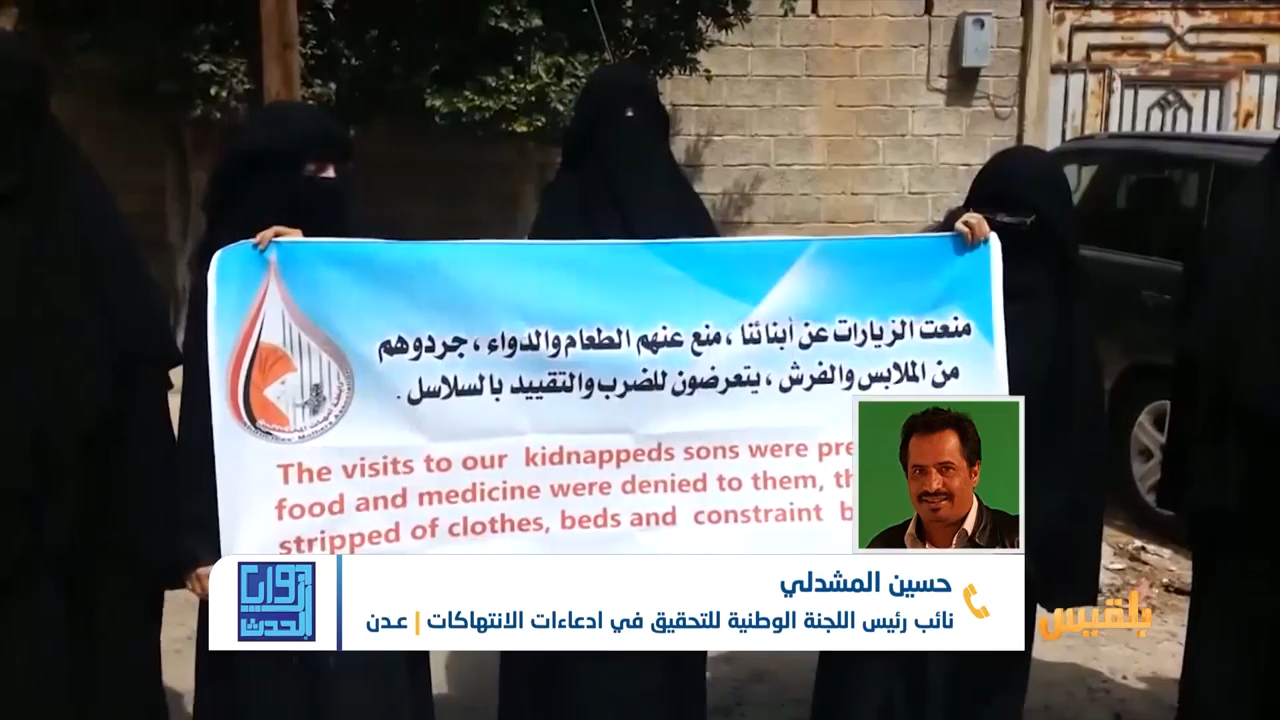 منعت الزيارات عن أبنائنا ، منع عنهم الطعام والدواء ، جردوهم
من الملابس والفرش ، يتعرضون للضرب والتقييد بالسلاسل .
The visits to our kidnappeds sons were pre
food and medicine were denied to them, th
stripped of clothes, beds and constraint b
حسين المشدلي
نائب رئيس اللجنة الوطنية للتحقيق في ادعاءات الانتهاكات | عدن
بلقيس